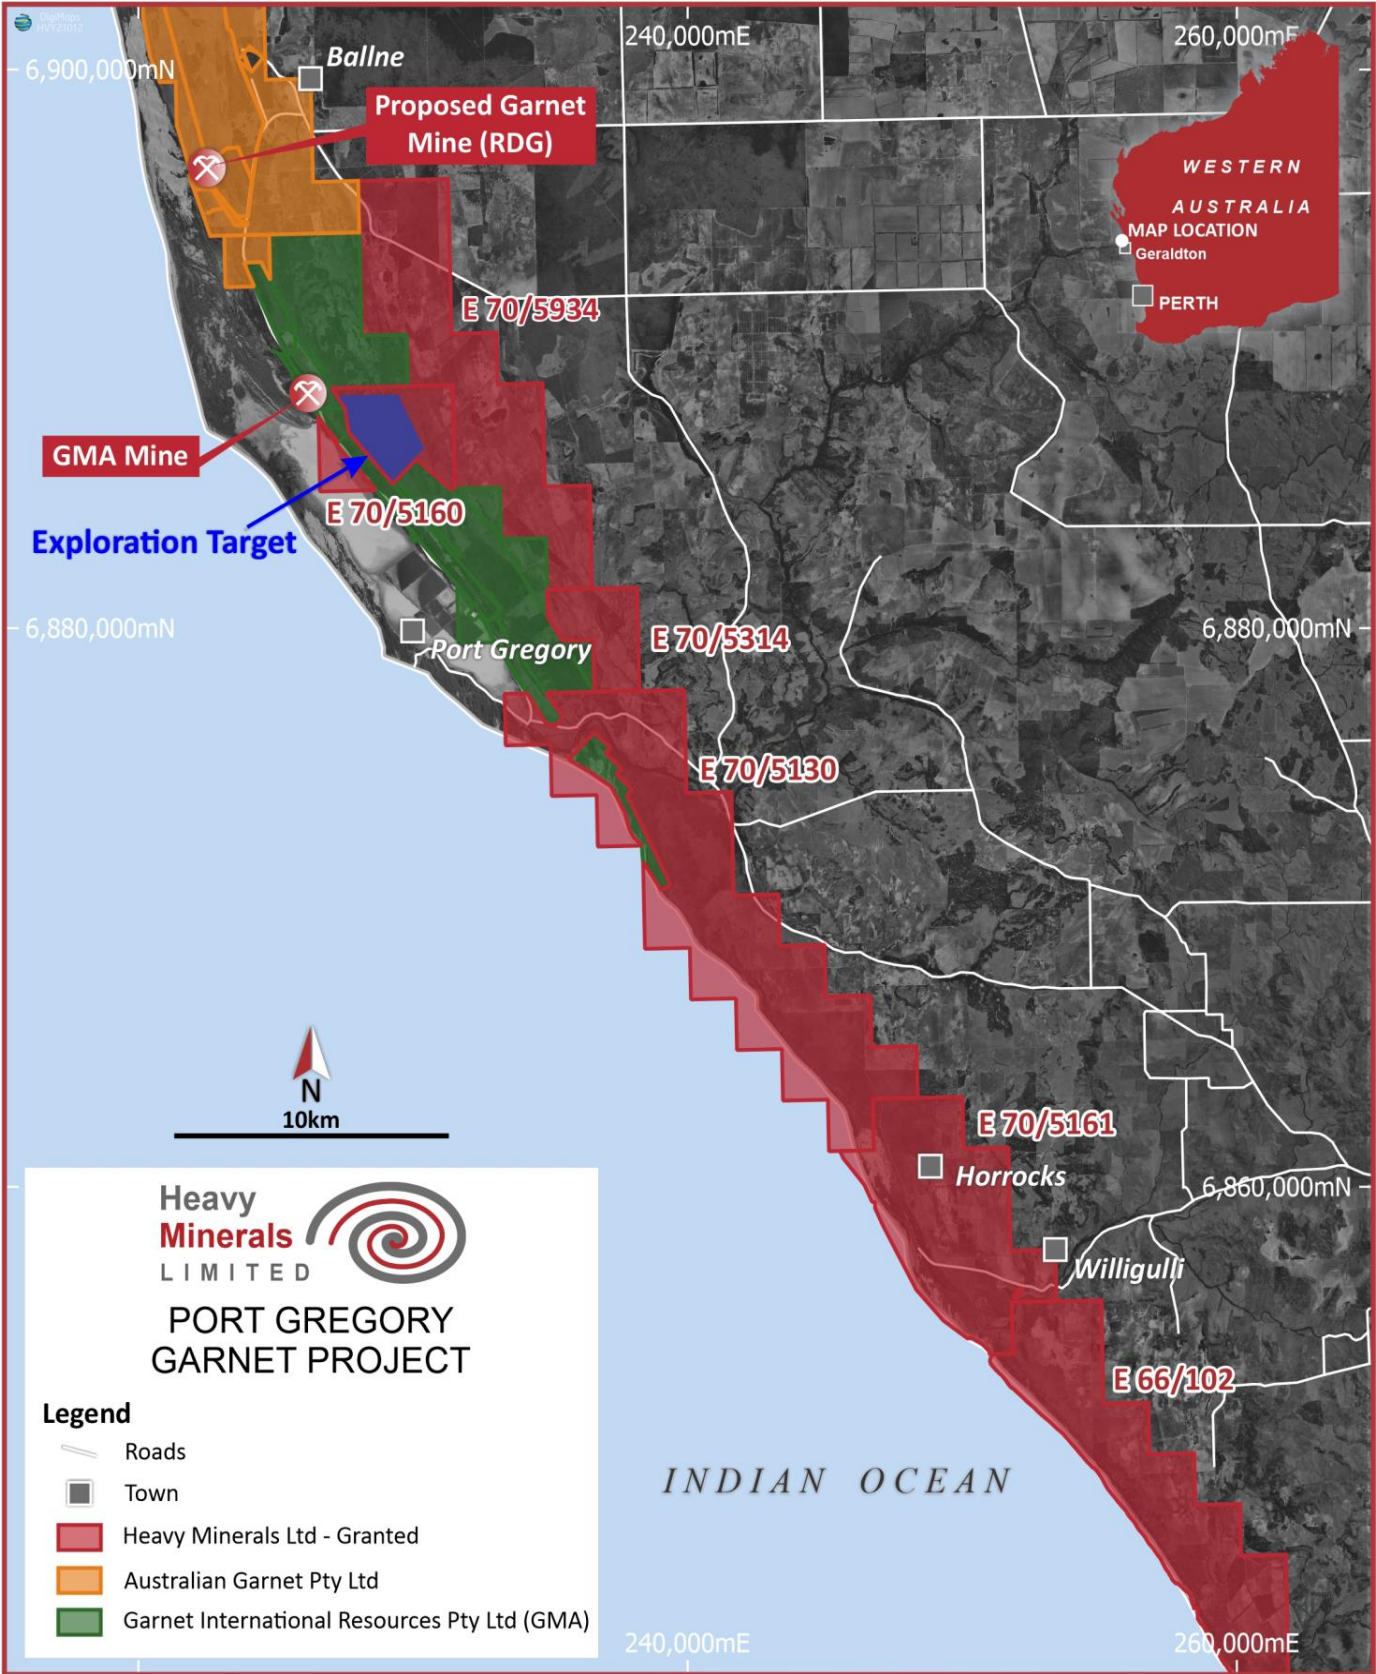 DigiMaps
HVY21012
240,000mE
260,000mE
6,900,000mN
Ballne
Proposed Garnet
Mine (RDG)
WESTERN
AUSTRALIA
MAP LOCATION
Geraldton
PERTH
E 70/5934
GMA Mine
E 70/5160
Exploration Target
6,880,000mN
6,880,000mN
Port Gregory
E 70/5314
E 70/5130
N
10km
E 70/5161
Horrocks
6,860,000mN
Willigulli
E 66/102
Heavy
Minerals
LIMITED
PORT GREGORY
GARNET PROJECT
Legend
Roads
Town
Heavy Minerals Ltd - Granted
Australian Garnet Pty Ltd
Garnet International Resources Pty Ltd (GMA)
INDIAN OCEAN
240,000mE
260,000mE